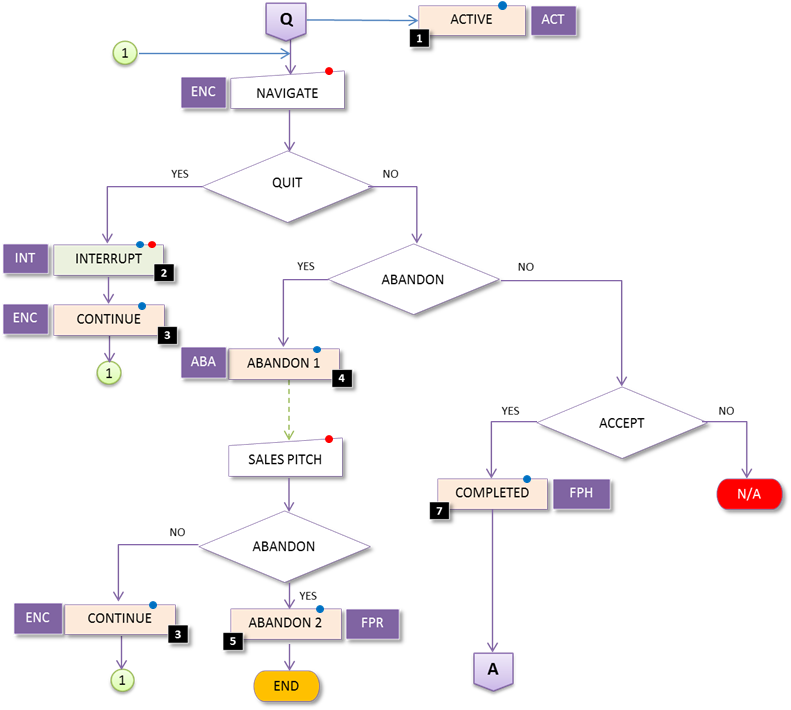 Q
ACTIVE
ACT
1
1
ENC
NAVIGATE
YES
QUIT
NO
INT
INTERRUPT
2
YES
ABANDON
NO
ENC
CONTINUE
3
1
ABA
ABANDON 1
4
YES
ACCEPT
NO
SALES PITCH
COMPLETED
FPH
7
N/A
NO
ABANDON
YES
ENC
CONTINUE
3
ABANDON 2
FPR
5
1
END
A